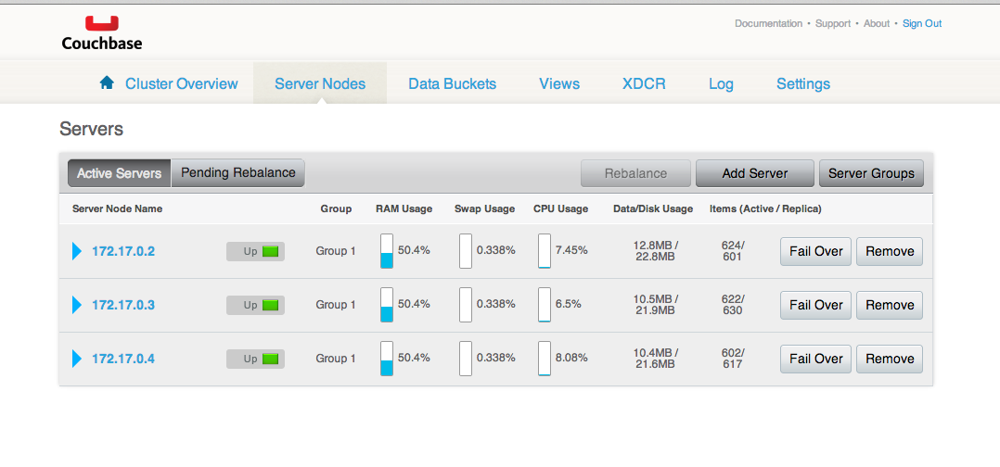 Couchbase
Documentation • Support • About • Sign Out
Cluster Overview Server Nodes Data Buckets Views XDCR Log Settings
Servers
Active Servers Pending Rebalance Rebalance Add Server Server Groups
Server Node Name Group RAM Usage Swap Usage CPU Usage Data/Disk Usage Items (Active / Replica)
172.17.0.2 Up Group 1 50.4% 0.338% 7.45% 12.8MB / 22.8MB 624/ 601 Fail Over Remove
172.17.0.3 Up Group 1 50.4% 0.338% 6.5% 10.5MB / 21.9MB 622/ 630 Fail Over Remove
172.17.0.4 Up Group 1 50.4% 0.338% 8.08% 10.4MB / 21.6MB 602/ 617 Fail Over Remove